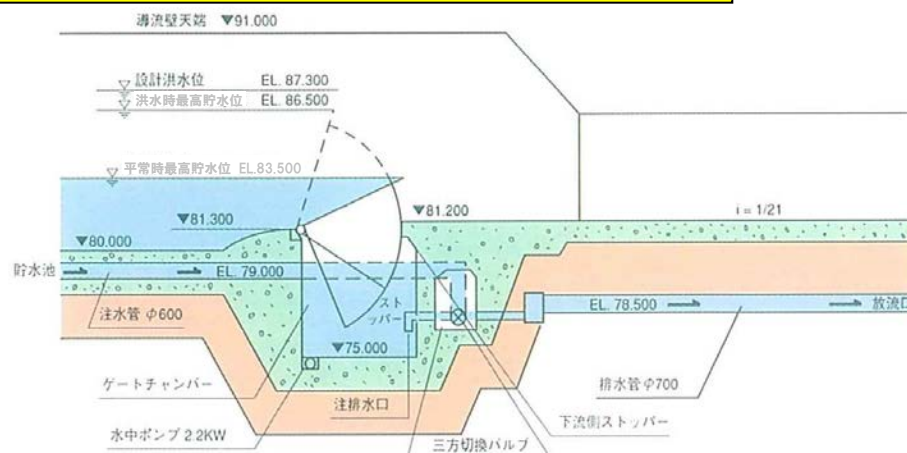 導流壁天端 ▼91.000
設計洪水位 EL. 87.300
洪水時最高貯水位 EL. 86.500
平常時最高貯水位 EL.83.500
▼81.300
▼81.200
i = 1/21
▼80.000
貯水池
EL. 79.000
EL. 78.500
放流口
注水管 φ600
ストッパー
▼75.000
ゲートチャンバー
注排水口
排水管φ700
下流側ストッパー
水中ポンプ 2.2KW
三方切換バルブ